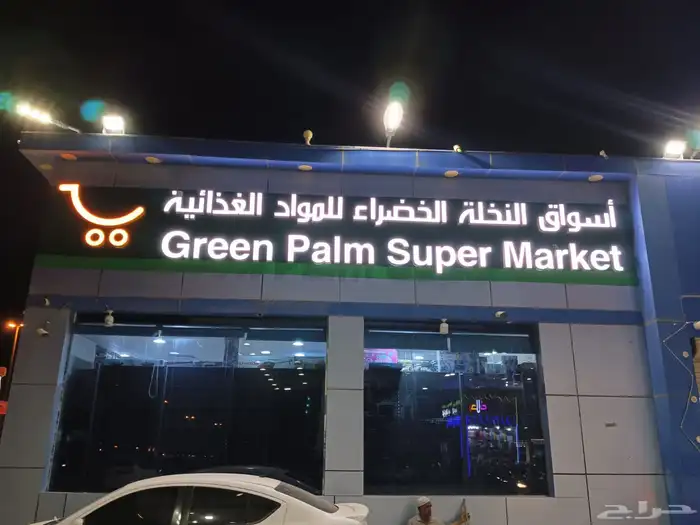 أسواق النخلة الخضراء للمواد الغذائية
Green Palm Super Market
حراج